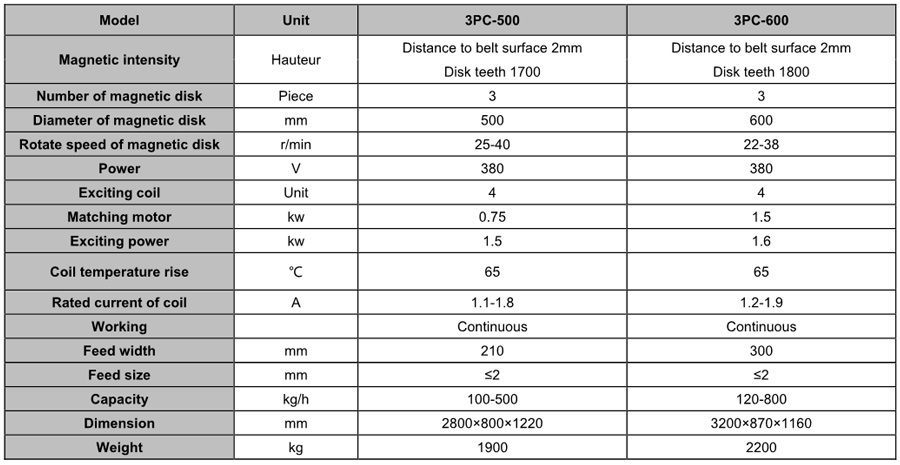 Model Unit 3PC-500 3PC-600
Magnetic intensity Hauteur Distance to belt surface 2mm Distance to belt surface 2mm
Disk teeth 1700 Disk teeth 1800
Number of magnetic disk Piece 3 3
Diameter of magnetic disk mm 500 600
Rotate speed of magnetic disk r/min 25-40 22-38
Power V 380 380
Exciting coil Unit 4 4
Matching motor kw 0.75 1.5
Exciting power kw 1.5 1.6
Coil temperature rise ℃ 65 65
Rated current of coil A 1.1-1.8 1.2-1.9
Working Continuous Continuous
Feed width mm 210 300
Feed size mm ≤2 ≤2
Capacity kg/h 100-500 120-800
Dimension mm 2800×800×1220 3200×870×1160
Weight kg 1900 2200